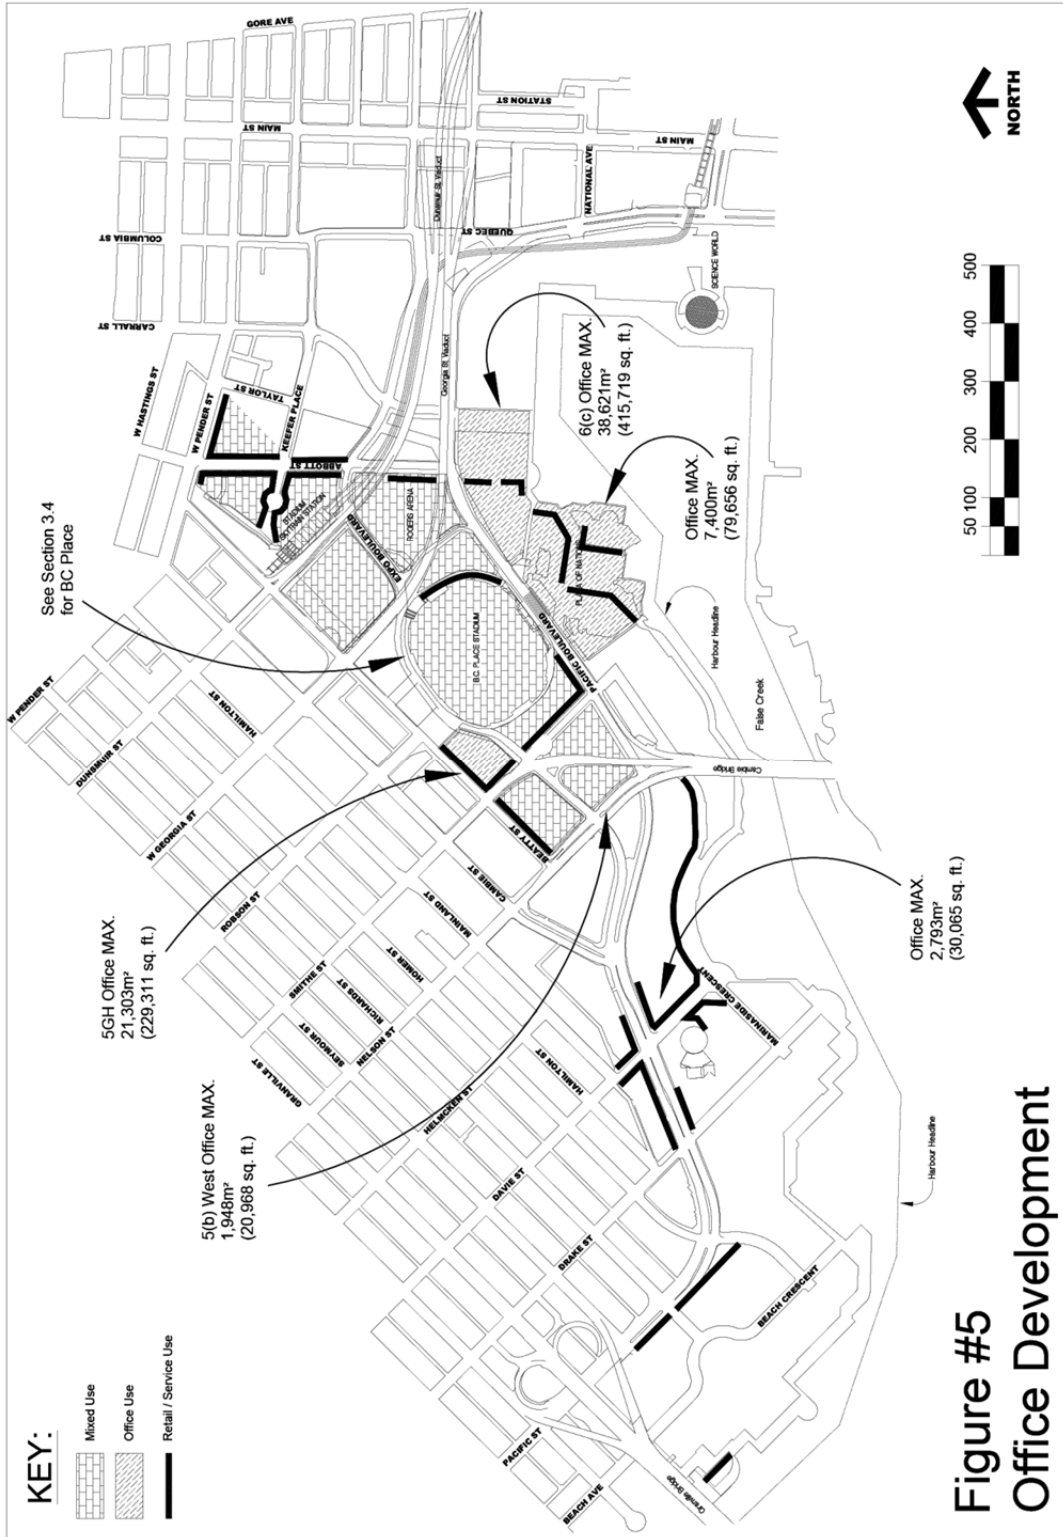 KEY:
Mixed Use
Office Use
Retail / Service Use
See Section 3.4
for BC Place
5GH Office MAX.
21,303m²
(229,311 sq. ft.)
5(b) West Office MAX.
1,948m²
(20,968 sq. ft.)
6(c) Office MAX.
38,621m²
(415,719 sq. ft.)
Office MAX.
7,400m²
(79,656 sq. ft.)
Office MAX.
2,793m²
(30,065 sq. ft.)
GORE AVE
MAIN ST
STATION ST
MAIN ST
NATIONAL AVE
QUEBEC ST
COLUMBIA ST
CARRALL ST
Dunsmuir St. Viaduct
Georgia St. Viaduct
SCIENCE WORLD
W HASTINGS ST
W PENDER ST
TAYLOR ST
KEEFER PLACE
ABBOTT ST
STADIUM
SKYTRAIN STATION
EXPO BOULEVARD
ROGERS ARENA
B.C. PLACE STADIUM
PLAZA OF NATIONS
PACIFIC BOULEVARD
Harbour Headline
False Creek
Cambie Bridge
W PENDER ST
DUNSMUIR ST
HAMILTON ST
W GEORGIA ST
ROBSON ST
SMITHE ST
BEATTY ST
CAMBIE ST
MAINLAND ST
HOMER ST
RICHARDS ST
SEYMOUR ST
GRANVILLE ST
NELSON ST
HELMCKEN ST
HAMILTON ST
DAVIE ST
DRAKE ST
MARINASIDE CRESCENT
BEACH CRESCENT
Harbour Headline
PACIFIC ST
BEACH AVE
Granville Bridge
NORTH
50 100 200 300 400 500
Figure #5
Office Development